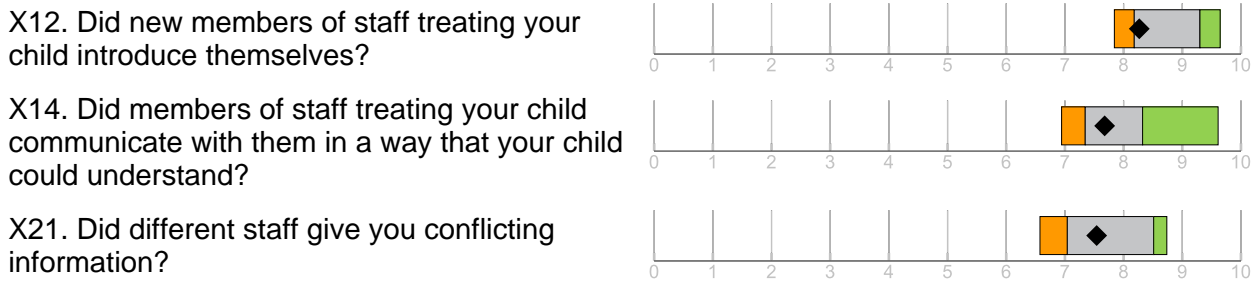 X12. Did new members of staff treating your
child introduce themselves?
0 1 2 3 4 5 6 7 8 9 10
X14. Did members of staff treating your child
communicate with them in a way that your child
could understand?
0 1 2 3 4 5 6 7 8 9 10
X21. Did different staff give you conflicting
information?
0 1 2 3 4 5 6 7 8 9 10